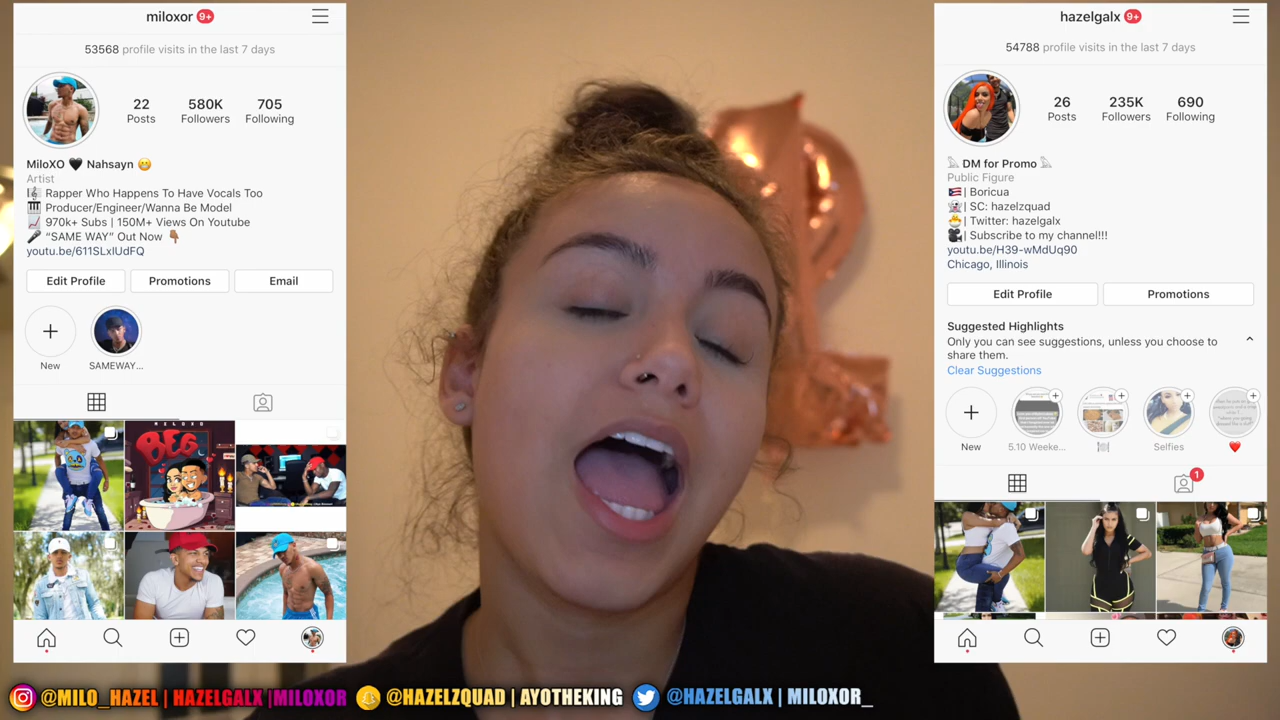 miloxor 9+
53568 profile visits in the last 7 days
22 580K 705
Posts Followers Following
MiloXO 🖤 Nahsayn 😬
Artist
🎼 Rapper Who Happens To Have Vocals Too
🎹 Producer/Engineer/Wanna Be Model
📈 970k+ Subs | 150M+ Views On Youtube
🎤 “SAME WAY” Out Now 👇🏽
youtu.be/611SLxIUdFQ
Edit Profile Promotions Email
New SAMEWAY...
MELOXO
BEG
hazelgalx 9+
54788 profile visits in the last 7 days
26 235K 690
Posts Followers Following
DM for Promo
Public Figure
🇵🇷| Boricua
👻| SC: hazelzquad
🐣| Twitter: hazelgalx
🎥| Subscribe to my channel!!!
youtu.be/H39-wMdUq90
Chicago, Illinois
Edit Profile Promotions
Suggested Highlights
Only you can see suggestions, unless you choose to
share them.
Clear Suggestions
New 5.10 Weeke... 🍽 Selfies ❤️
1
@MILO_HAZEL | HAZELGALX |MILOXOR @HAZELZQUAD | AYOTHEKING @HAZELGALX | MILOXOR_